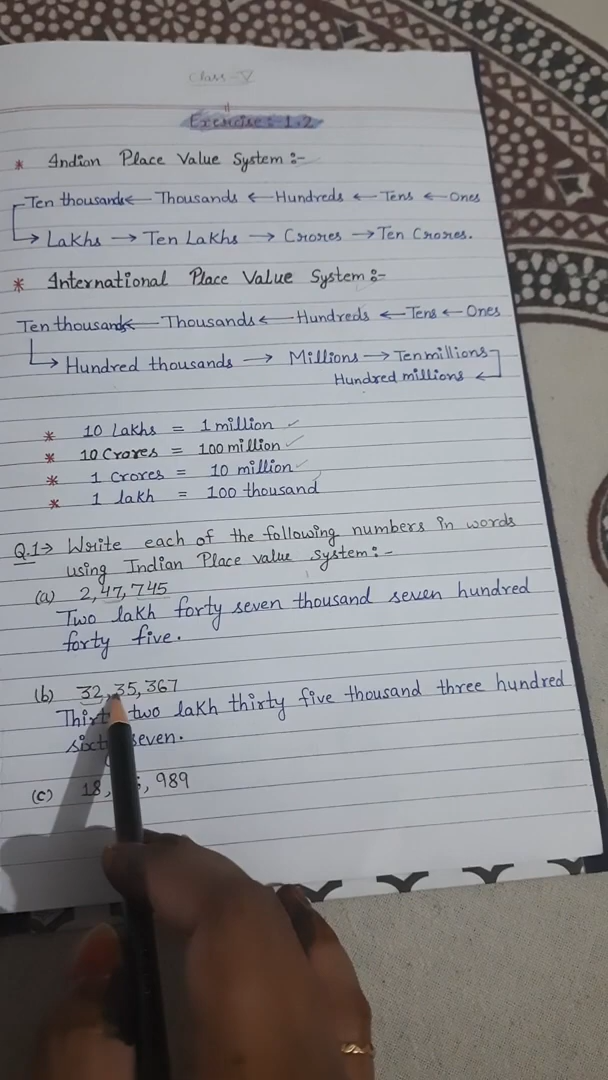 Class-V
Exercise:-1.2
* Indian Place Value System :-
Ten thousands ← Thousands ← Hundreds ← Tens ← Ones
→ Lakhs → Ten Lakhs → Crores → Ten Crores.
* International Place Value System :-
Ten thousands ← Thousands ← Hundreds ← Tens ← Ones
→ Hundred thousands → Millions → Ten millions
Hundred millions ←
* 10 Lakhs = 1 million
* 10 Crores = 100 million
* 1 Crores = 10 million
* 1 lakh = 100 thousand
Q.1→ Write each of the following numbers in words
using Indian Place value System:-
(a) 2,47,745
Two lakh forty seven thousand seven hundred
forty five.
(b) 32,35,367
Thirty two lakh thirty five thousand three hundred
sixty seven.
(c) 18, , 989